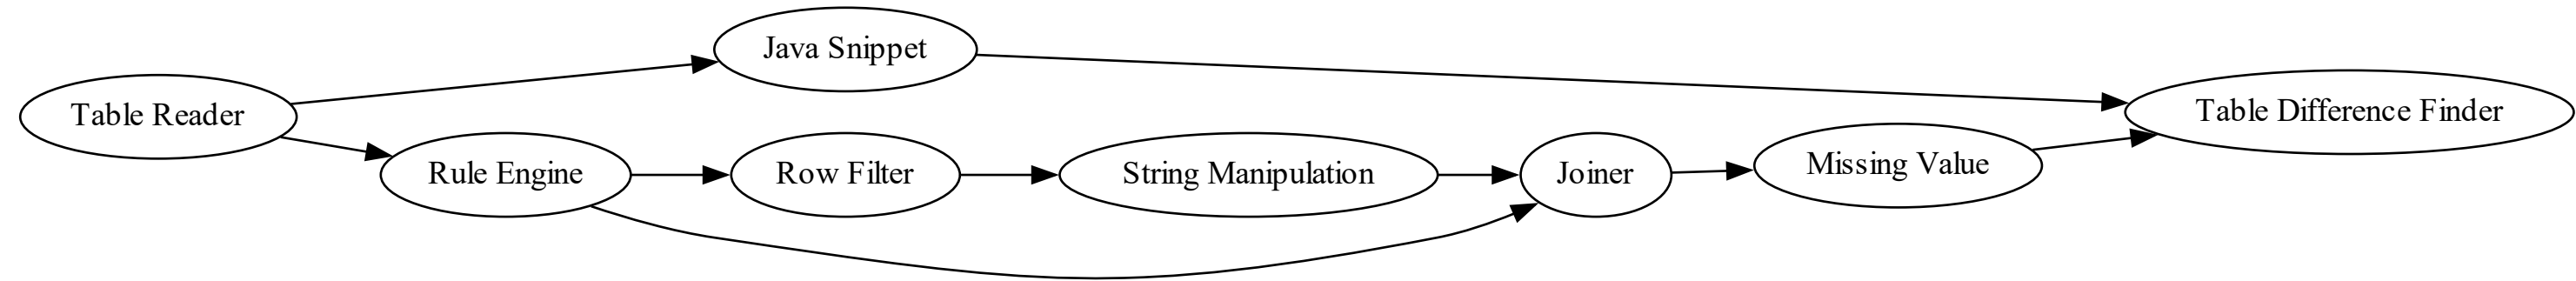 Table Reader
Java Snippet
Rule Engine
Row Filter
String Manipulation
Joiner
Missing Value
Table Difference Finder